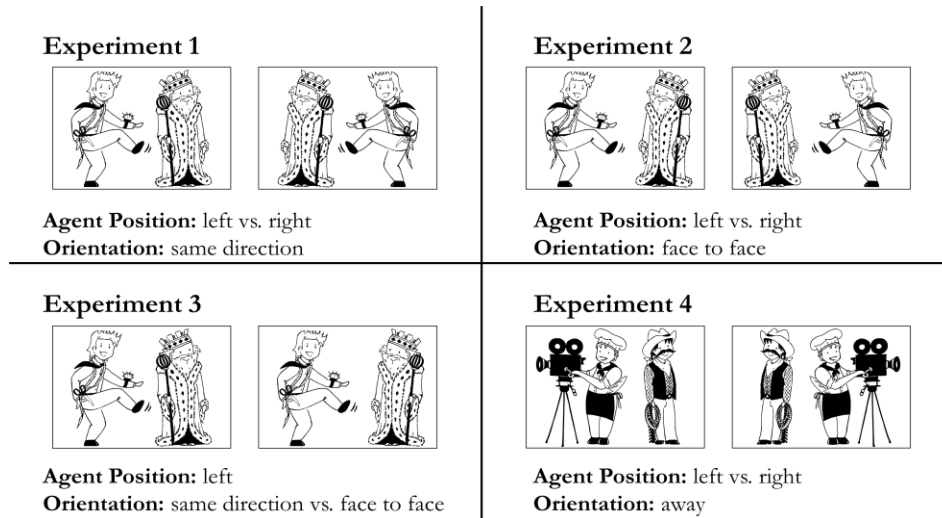 Experiment 1
Agent Position: left vs. right
Orientation: same direction
Experiment 2
Agent Position: left vs. right
Orientation: face to face
Experiment 3
Agent Position: left
Orientation: same direction vs. face to face
Experiment 4
Agent Position: left vs. right
Orientation: away